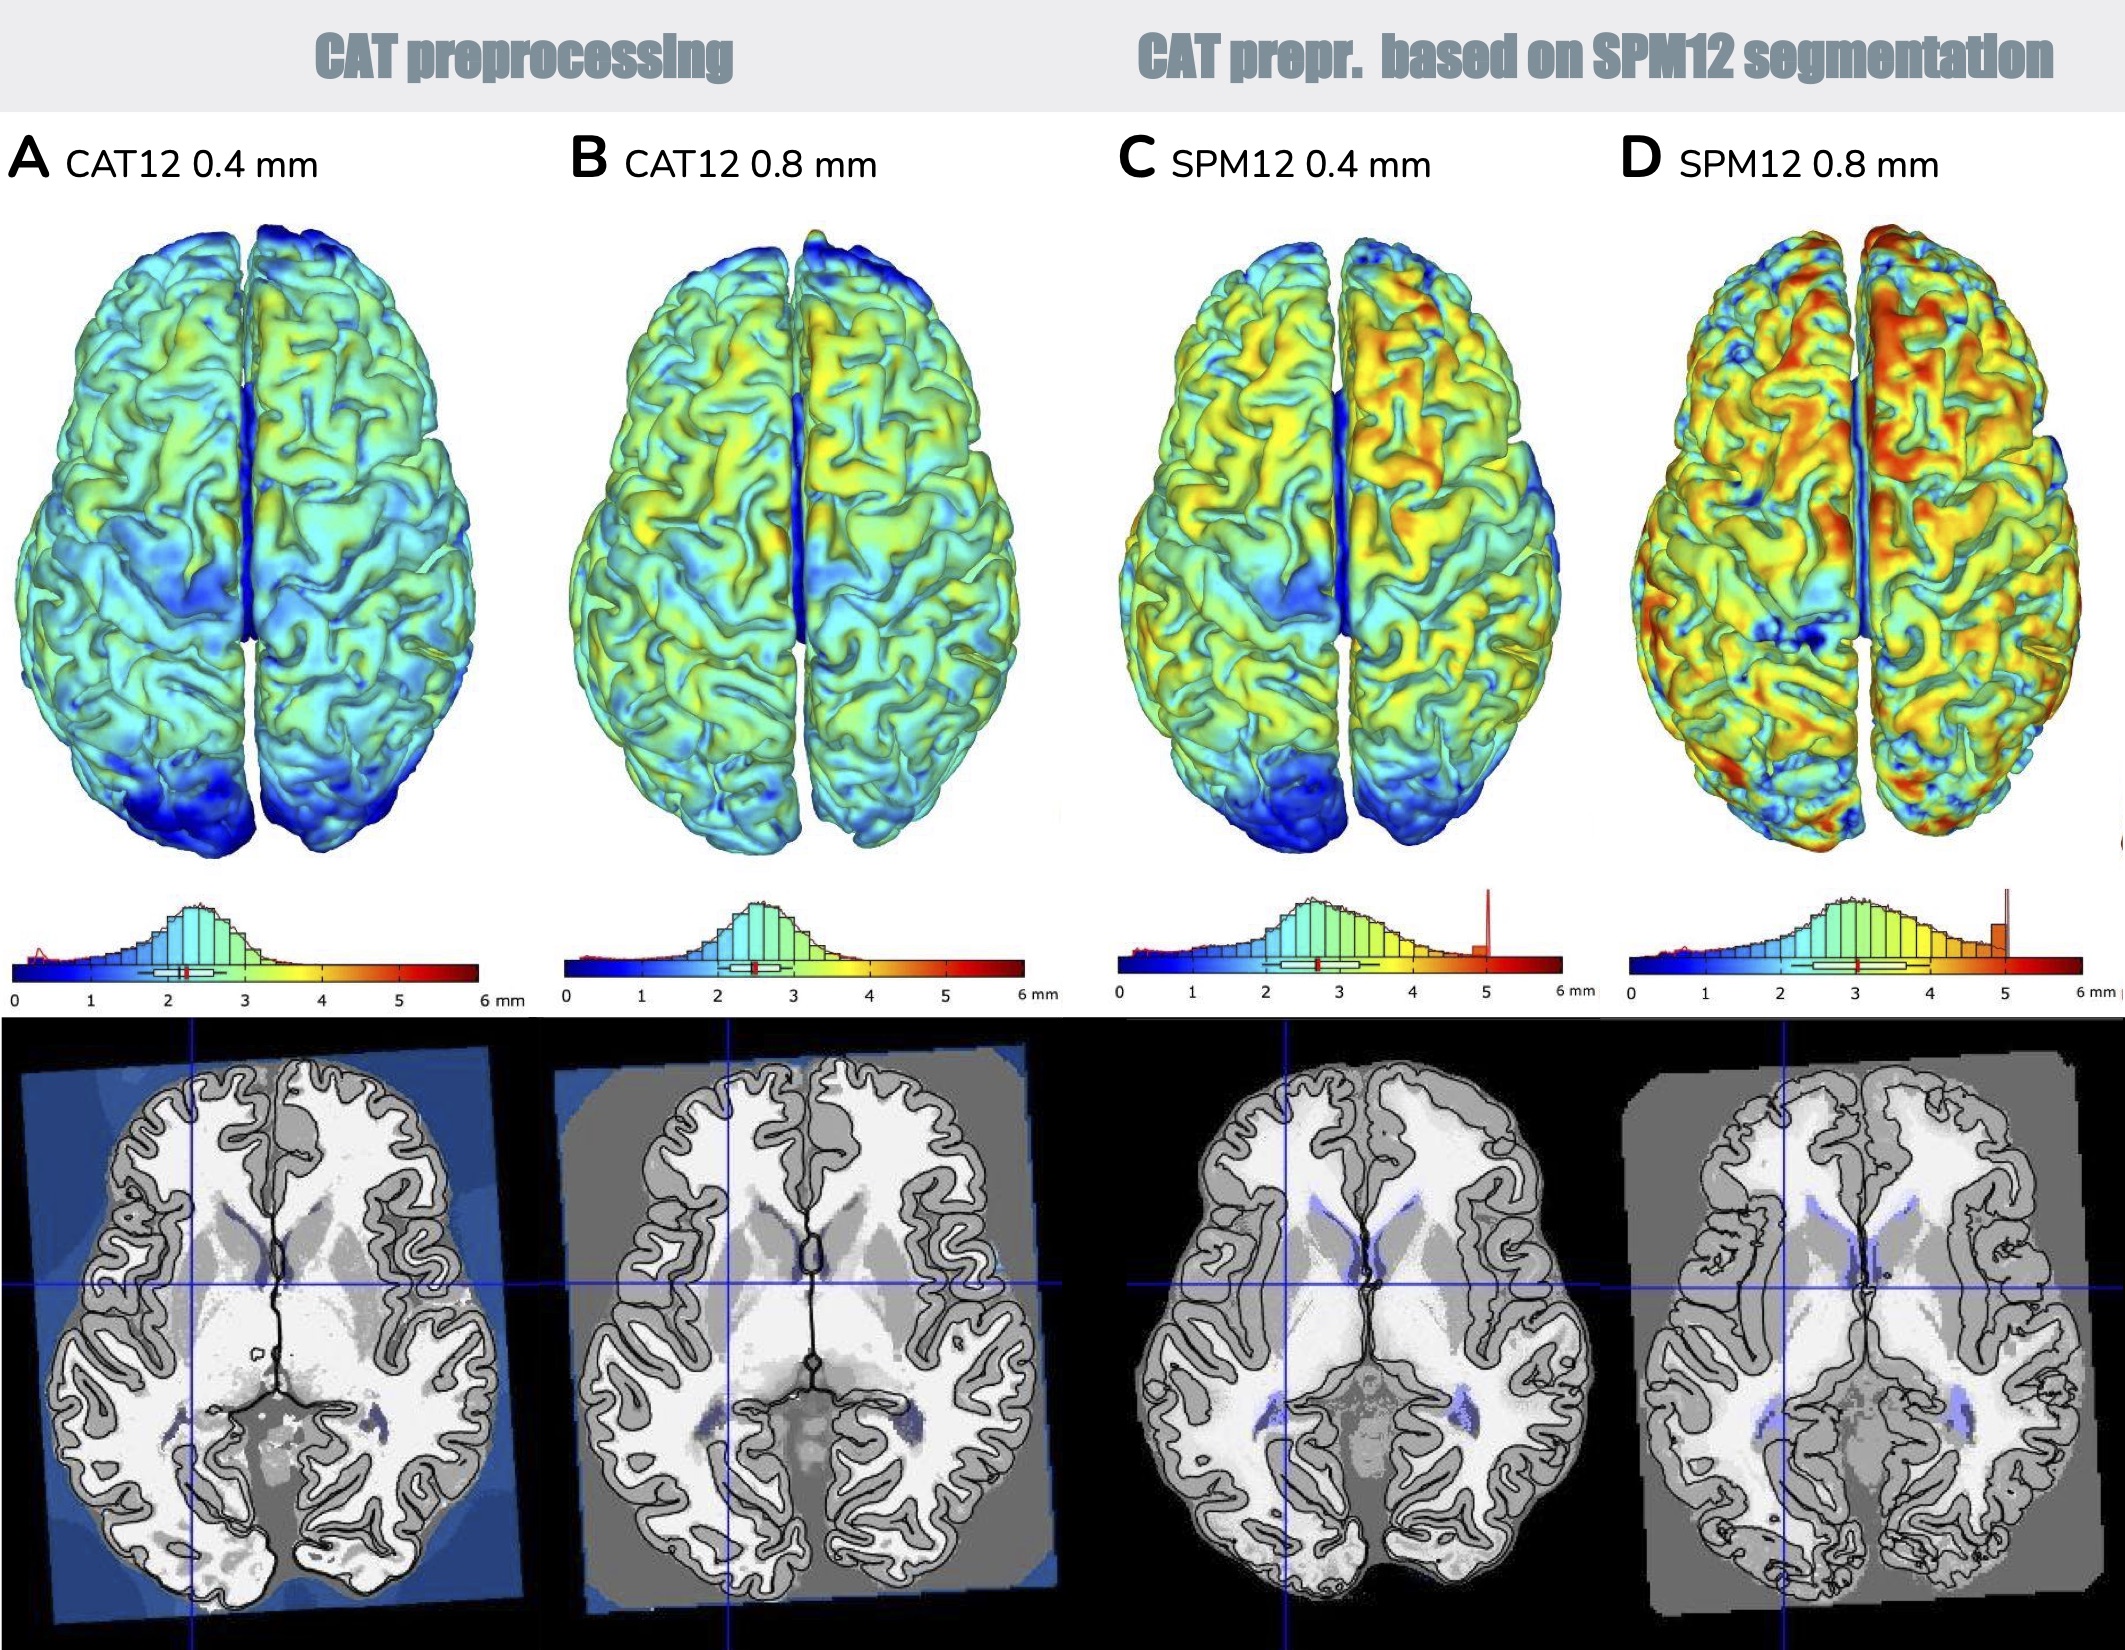 CAT preprocessing
CAT prepr. based on SPM12 segmentation
A CAT12 0.4 mm
B CAT12 0.8 mm
C SPM12 0.4 mm
D SPM12 0.8 mm
0 1 2 3 4 5 6 mm
0 1 2 3 4 5 6 mm
0 1 2 3 4 5 6 mm
0 1 2 3 4 5 6 mm